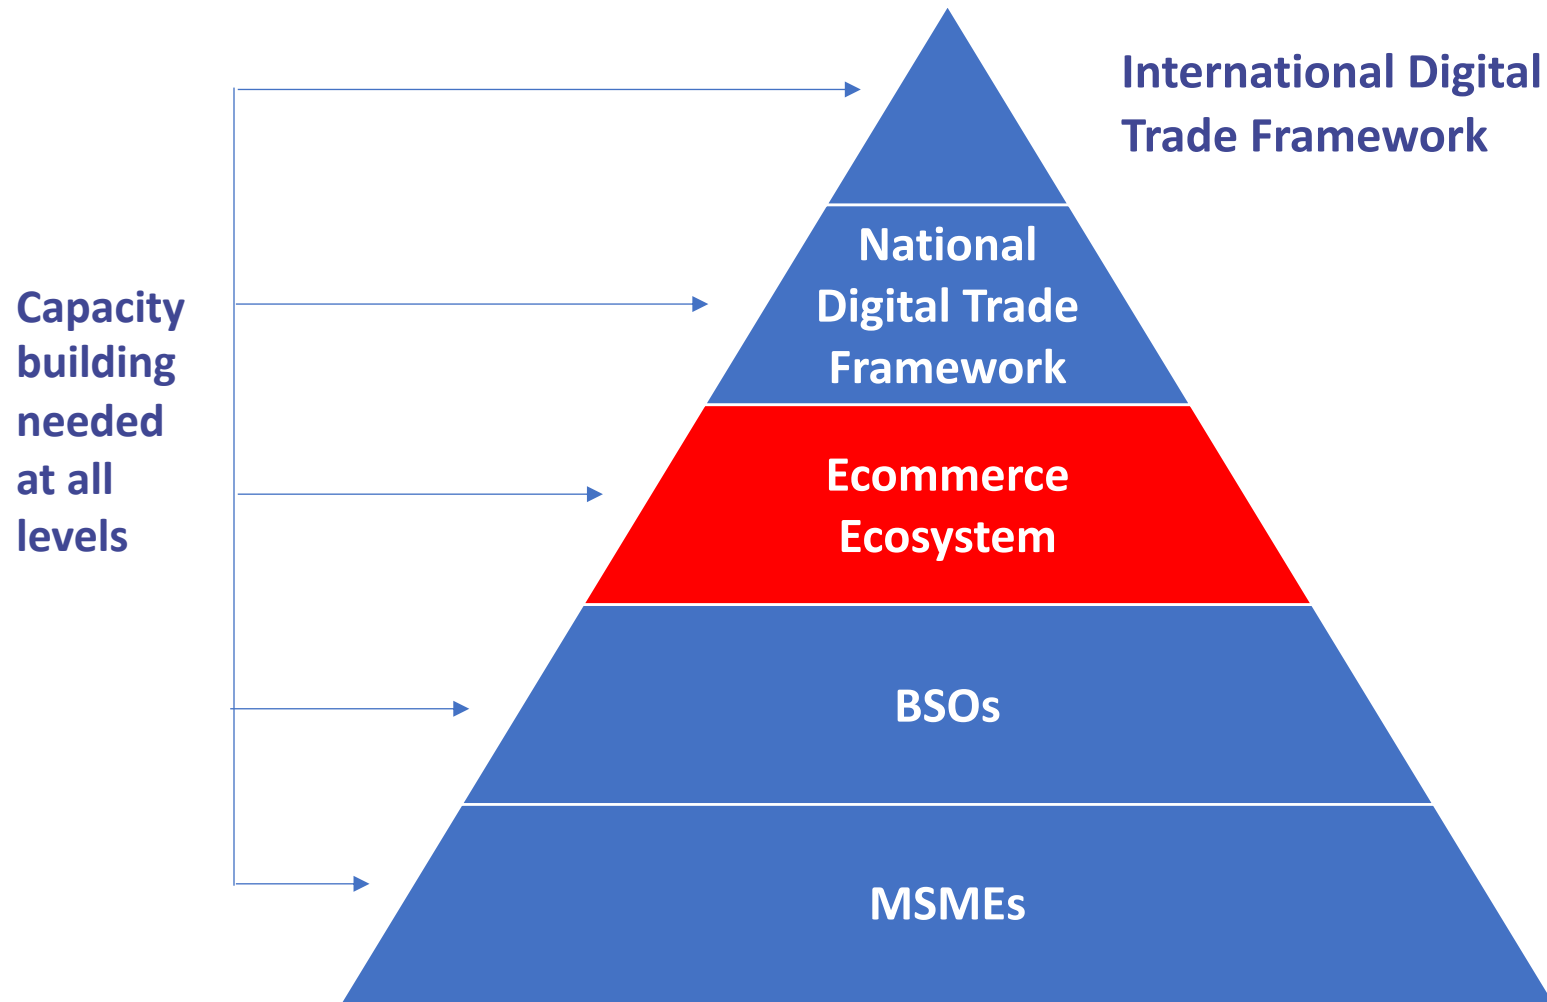 International Digital
Trade Framework
National
Digital Trade
Framework
Capacity
building
needed
at all
levels
Ecommerce
Ecosystem
BSOs
MSMEs